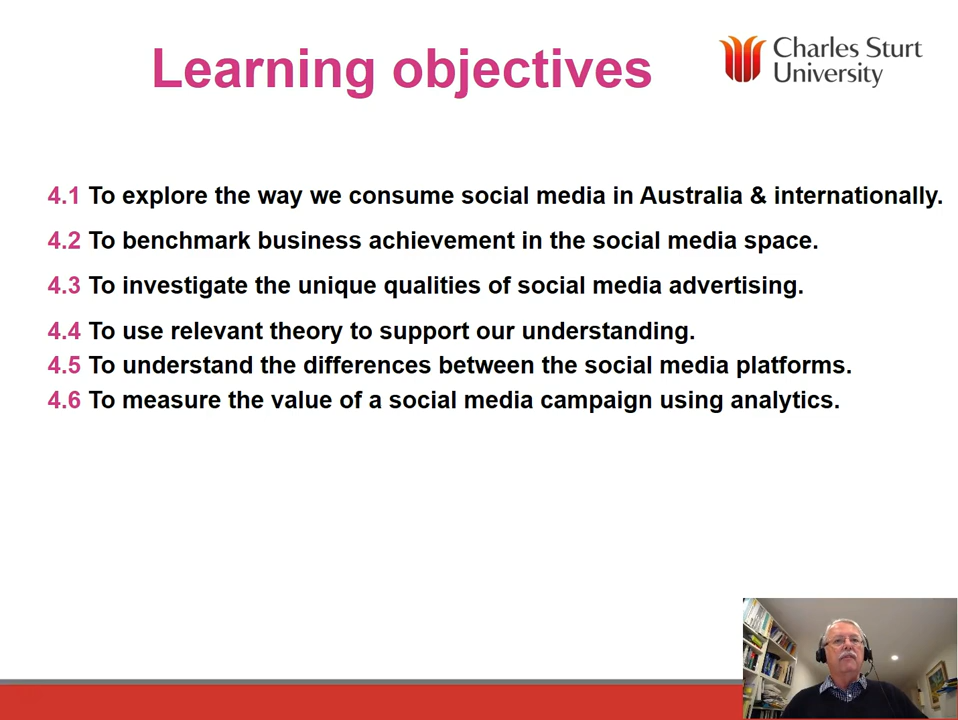 Learning objectives
Charles Sturt
University
4.1 To explore the way we consume social media in Australia & internationally.
4.2 To benchmark business achievement in the social media space.
4.3 To investigate the unique qualities of social media advertising.
4.4 To use relevant theory to support our understanding.
4.5 To understand the differences between the social media platforms.
4.6 To measure the value of a social media campaign using analytics.